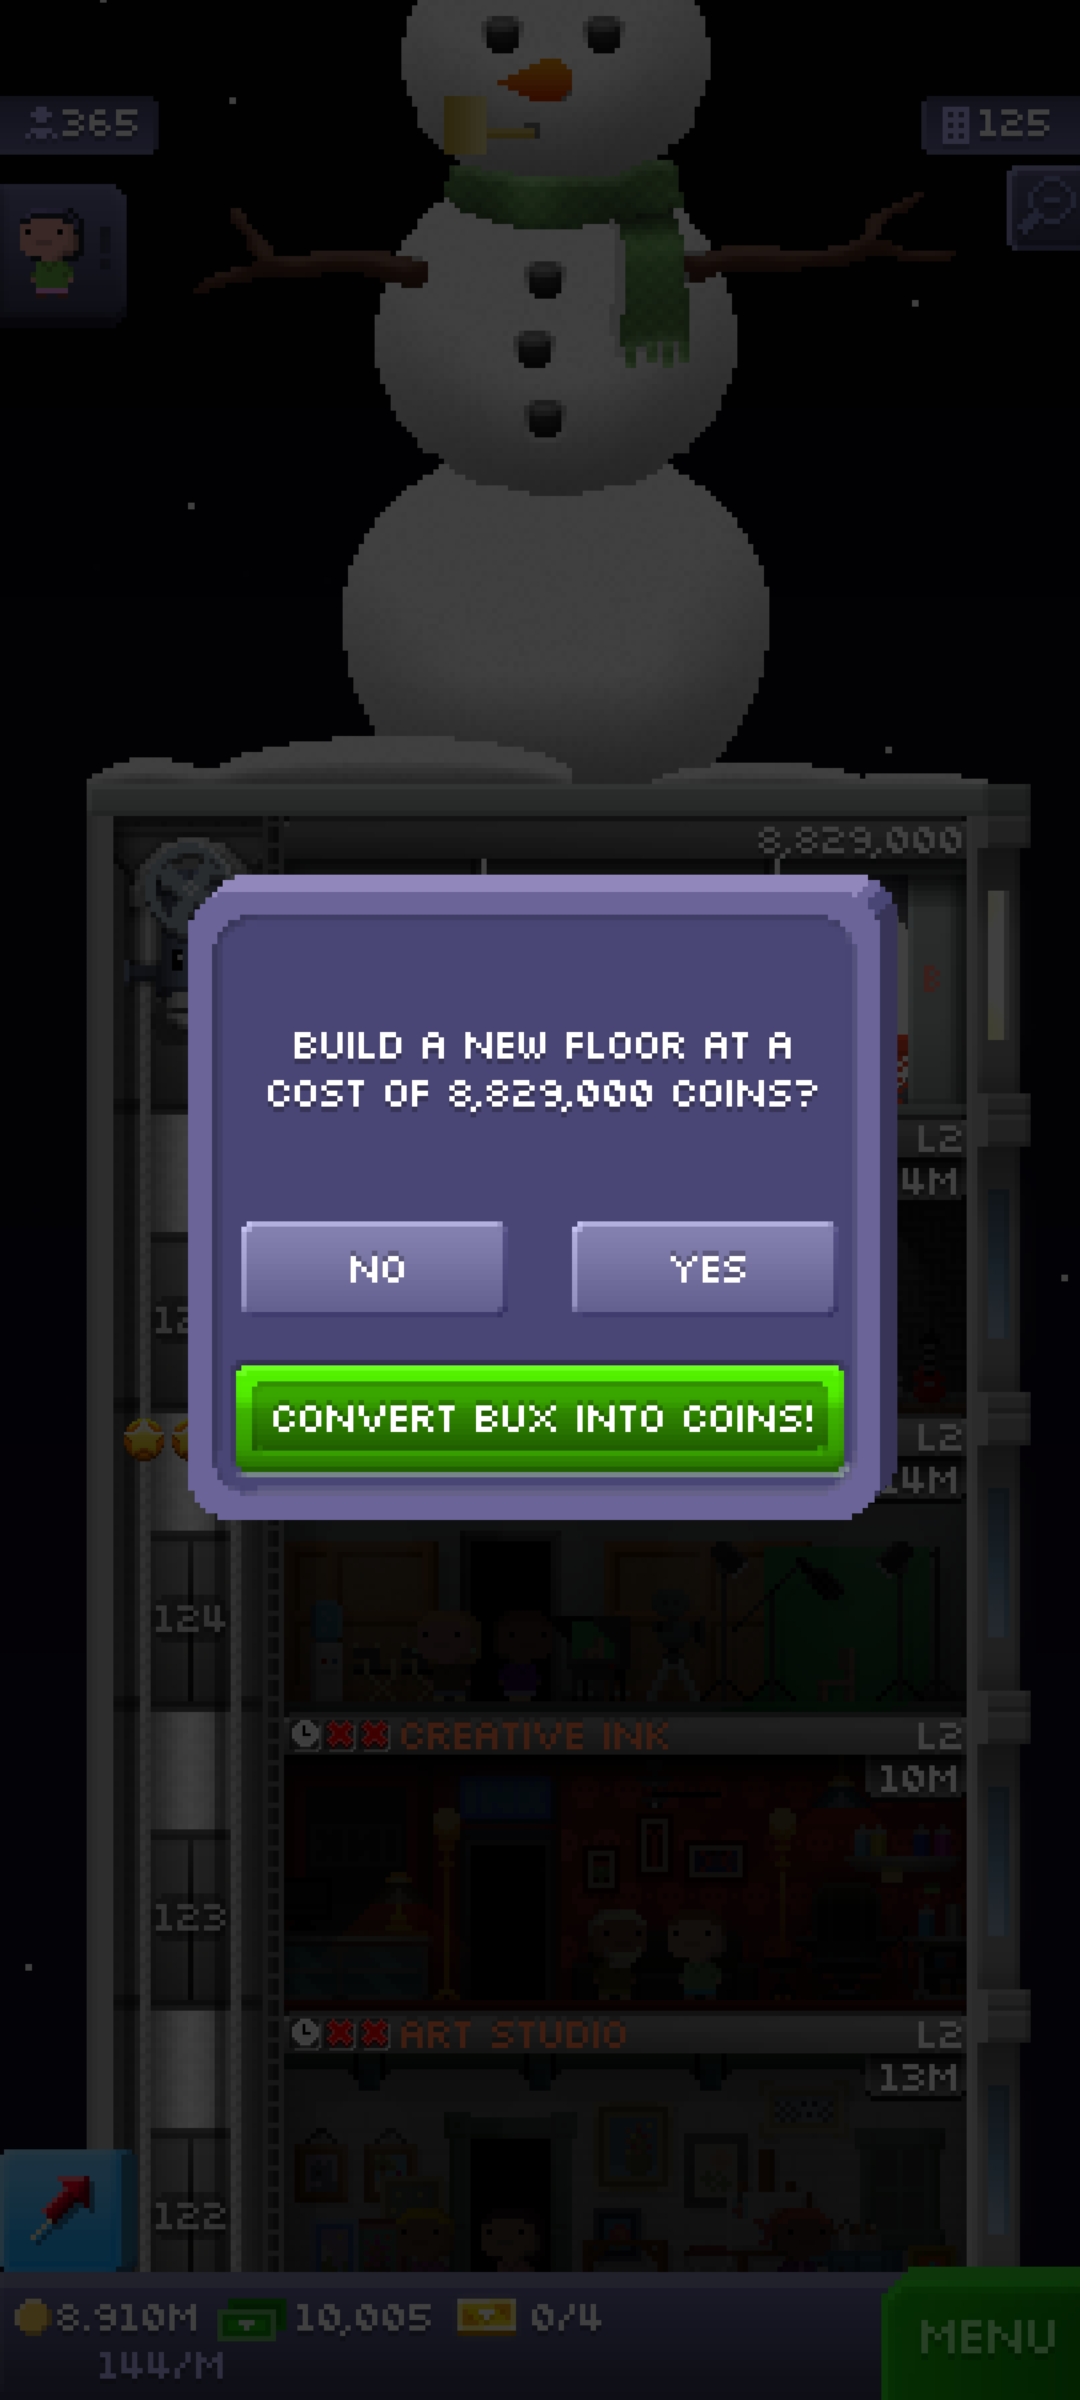 365
125
8,829,000
B
BUILD A NEW FLOOR AT A
COST OF 8,829,000 COINS?
L2
4M
NO
YES
12
CONVERT BUX INTO COINS!
L2
14M
124
CREATIVE INK
L2
10M
123
ART STUDIO
L2
13M
122
8.910M
10,005
0/4
144/M
MENU